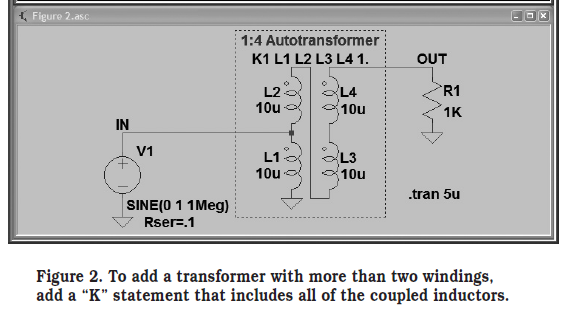 Figure 2.asc
1:4 Autotransformer
K1 L1 L2 L3 L4 1.
OUT
L2
10u
L4
10u
R1
1K
IN
V1
L1
10u
L3
10u
SINE(0 1 1Meg)
Rser=.1
.tran 5u
Figure 2. To add a transformer with more than two windings,
add a “K” statement that includes all of the coupled inductors.